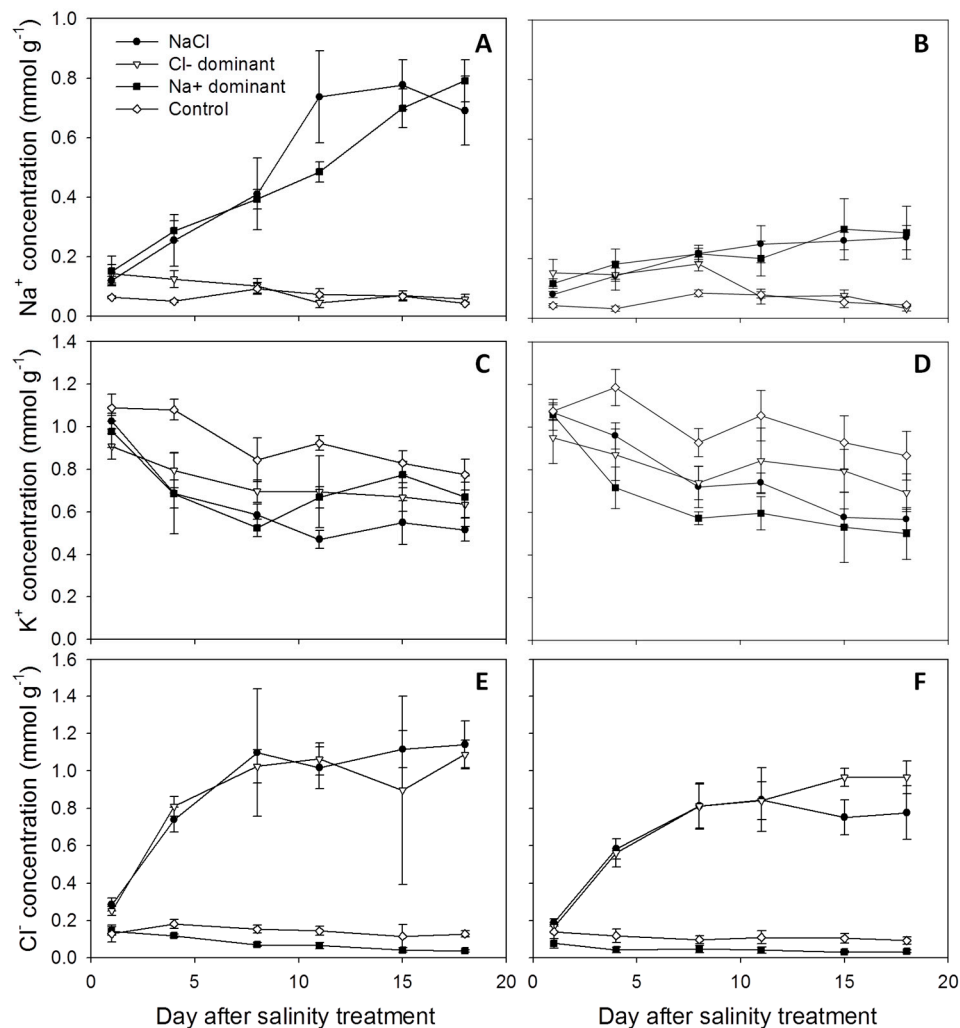 A
B
NaCl
Cl- dominant
Na+ dominant
Control
Na⁺ concentration (mmol g⁻¹)
1.0
0.8
0.6
0.4
0.2
0.0
C
D
K⁺ concentration (mmol g⁻¹)
1.4
1.2
1.0
0.8
0.6
0.4
0.2
0.0
E
F
Cl⁻ concentration (mmol g⁻¹)
1.6
1.4
1.2
1.0
0.8
0.6
0.4
0.2
0.0
0 5 10 15 20
0 5 10 15 20
Day after salinity treatment
Day after salinity treatment